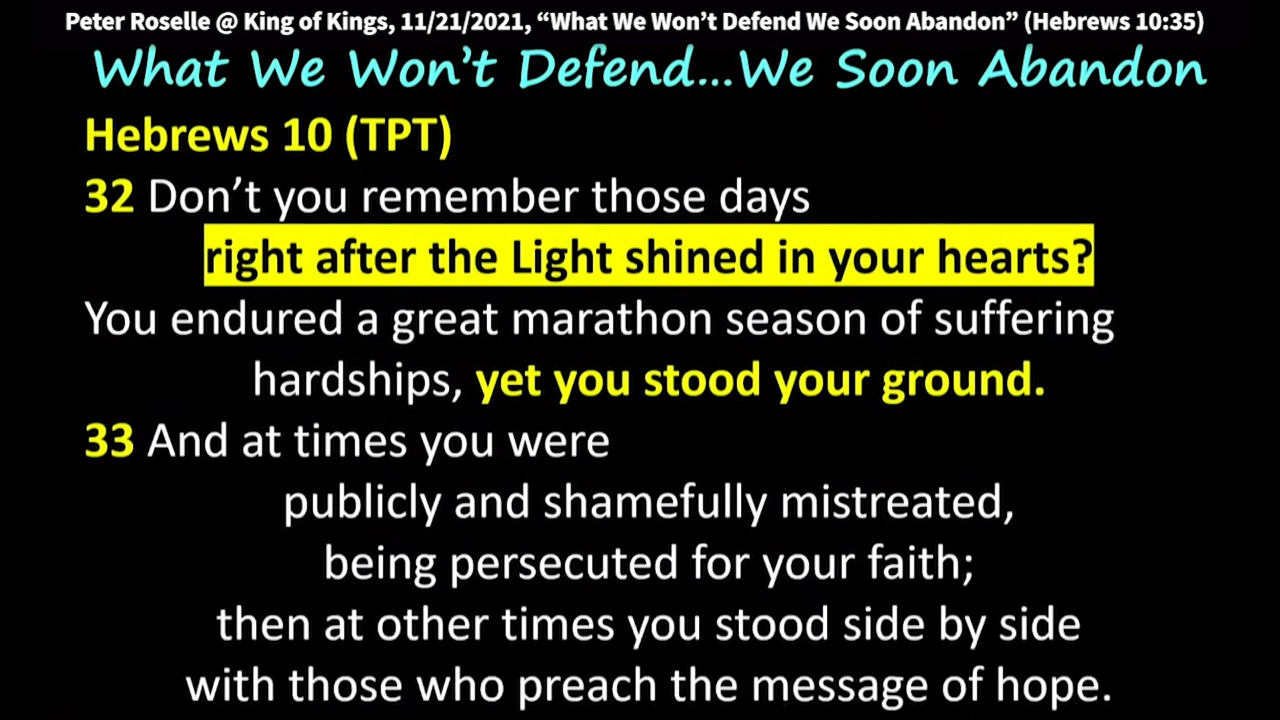 Peter Roselle @ King of Kings, 11/21/2021, “What We Won’t Defend We Soon Abandon” (Hebrews 10:35)
What We Won’t Defend...We Soon Abandon
Hebrews 10 (TPT)
32 Don’t you remember those days
right after the Light shined in your hearts?
You endured a great marathon season of suffering
hardships, yet you stood your ground.
33 And at times you were
publicly and shamefully mistreated,
being persecuted for your faith;
then at other times you stood side by side
with those who preach the message of hope.